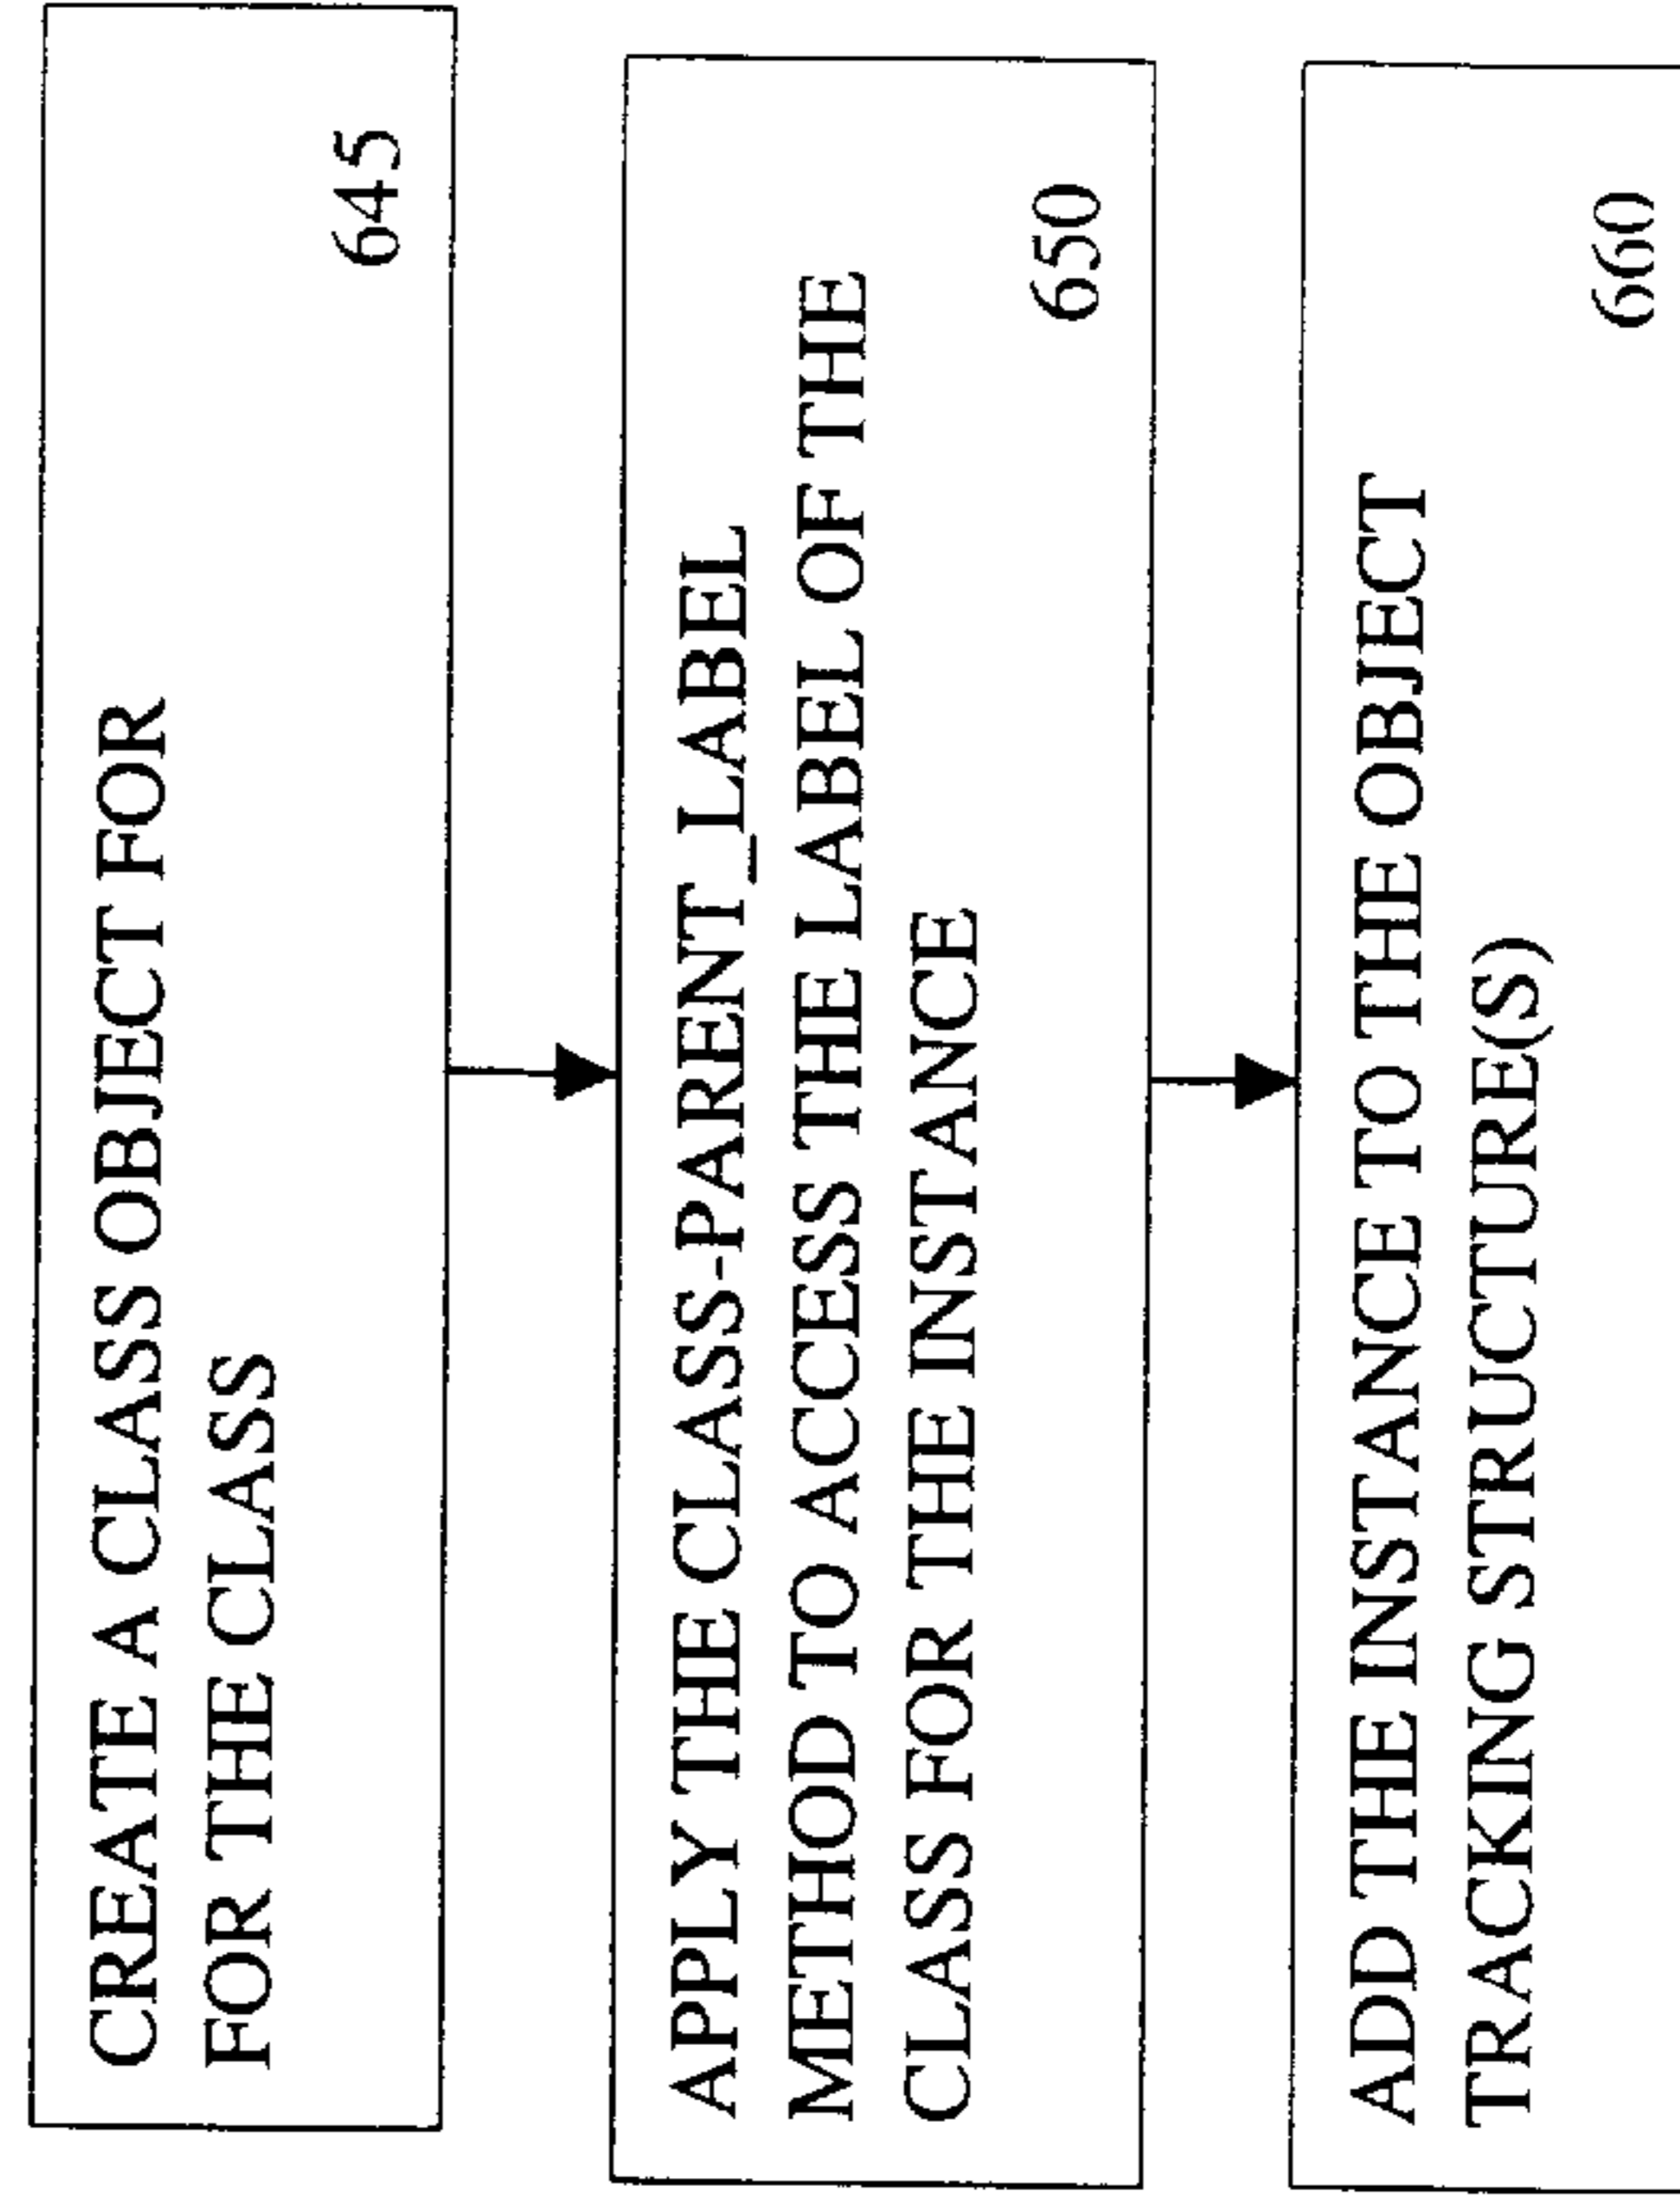 CREATE A CLASS OBJECT FOR
FOR THE CLASS
645
APPLY THE CLASS-PARENT_LABEL
METHOD TO ACCESS THE LABEL OF THE
CLASS FOR THE INSTANCE
650
ADD THE INSTANCE TO THE OBJECT
TRACKING STRUCTURE(S)
660